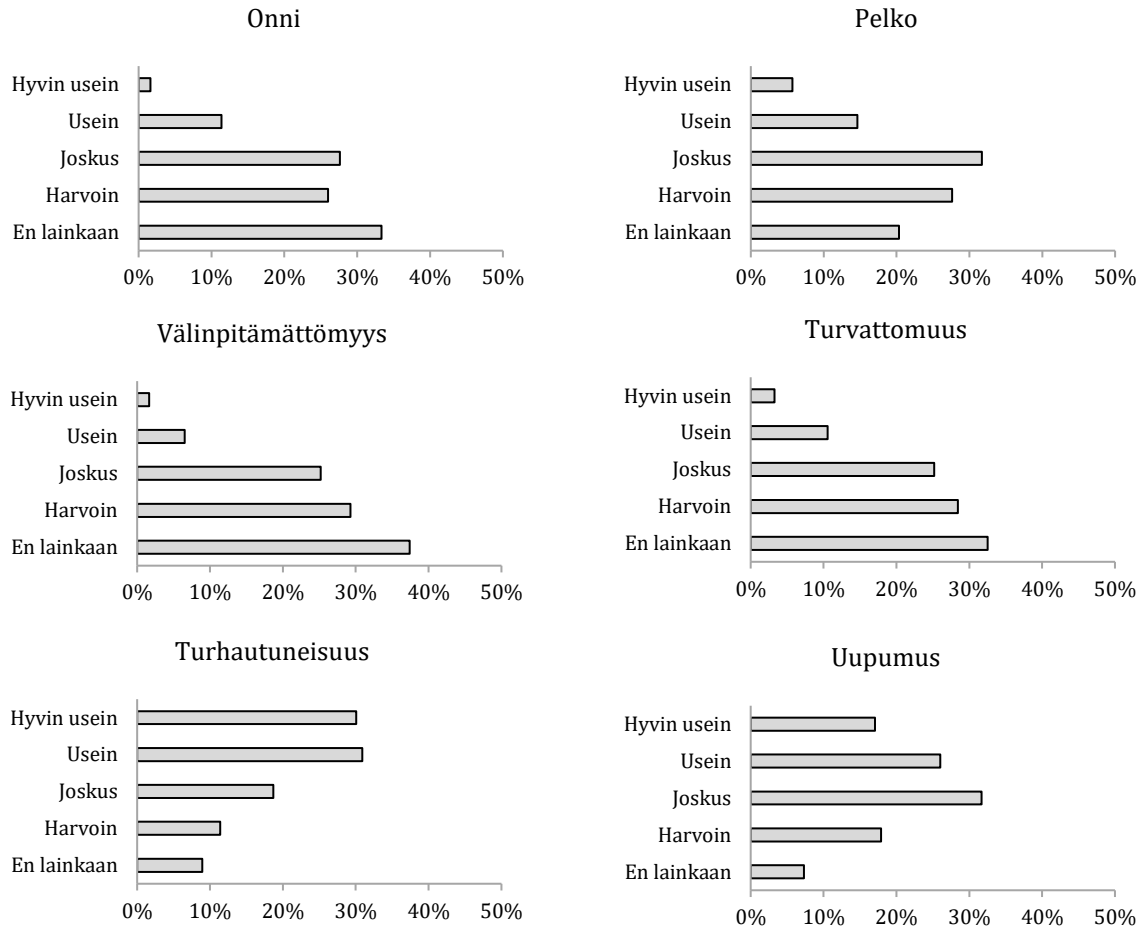 Onni
Hyvin usein
Usein
Joskus
Harvoin
En lainkaan
0% 10% 20% 30% 40% 50%
Pelko
Hyvin usein
Usein
Joskus
Harvoin
En lainkaan
0% 10% 20% 30% 40% 50%
Välinpitämättömyys
Hyvin usein
Usein
Joskus
Harvoin
En lainkaan
0% 10% 20% 30% 40% 50%
Turvattomuus
Hyvin usein
Usein
Joskus
Harvoin
En lainkaan
0% 10% 20% 30% 40% 50%
Turhautuneisuus
Hyvin usein
Usein
Joskus
Harvoin
En lainkaan
0% 10% 20% 30% 40% 50%
Uupumus
Hyvin usein
Usein
Joskus
Harvoin
En lainkaan
0% 10% 20% 30% 40% 50%